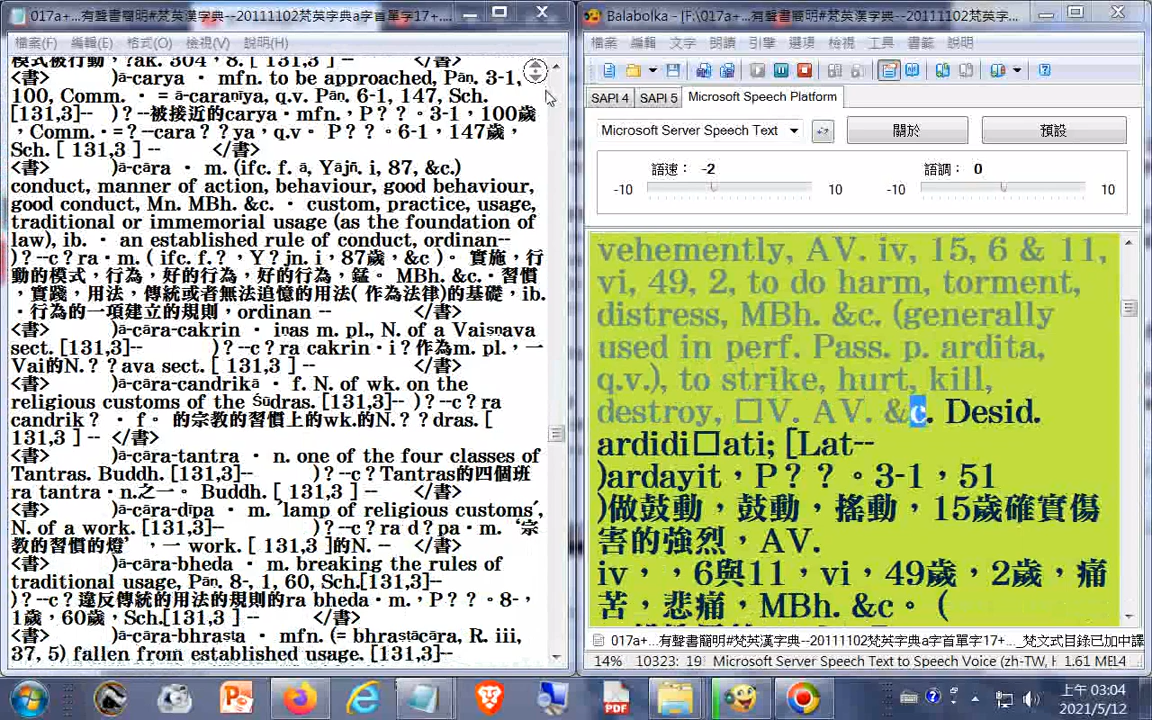 017a+...有聲書簡明#梵英漢字典--20111102梵英字典a字首單字17+...
檔案(F) 編輯(E) 格式(O) 檢視(V) 說明(H)
模式被行動，?ak. 304，8. [ 131,3 ] -- </書>
<書> )ā-carya • mfn. to be approached, Pāṇ. 3-1,
100, Comm. • = ā-caraṇīya, q.v. Pāṇ. 6-1, 147, Sch.
[131,3]-- )?--被接近的carya•mfn.，P？？。3-1，100歲
，Comm.•=?--cara？？ya，q.v• P？？。6-1，147歲，
Sch. [ 131,3 ] -- </書>
<書> )ā-cāra • m. (ifc. f. ā, Yājñ. i, 87, &c.)
conduct, manner of action, behaviour, good behaviour,
good conduct, Mn. MBh. &c. • custom, practice, usage,
traditional or immemorial usage (as the foundation of
law), ib. • an established rule of conduct, ordinan--
)？--c？ra•m. ( ifc. f.？，Y？jn. i，87歲，&c )。 實施，行
動的模式，行為，好的行為，好的行為，錳。 MBh. &c.•習慣
，實踐，用法，傳統或者無法追憶的用法( 作為法律)的基礎，ib.
•行為的一項建立的規則，ordinan </書>
<書> )ā-cāra-cakrin • iṇas m. pl., N. of a Vaiṣṇava
sect. [131,3]-- )？--c？ra cakrin•i？作為m. pl.，一
Vai的N.？？ava sect. [ 131,3 ] -- </書>
<書> )ā-cāra-candrikā • f. N. of wk. on the
religious customs of the Śūdras. [131,3]-- )？--c？ra
candrik？ • f。 的宗教的習慣上的wk.的N.？？dras. [
131,3 ] -- </書>
<書> )ā-cāra-tantra • n. one of the four classes of
Tantras. Buddh. [131,3]-- )？--c？Tantras的四個班
ra tantra•n.之一。 Buddh. [ 131,3 ] -- </書>
<書> )ā-cāra-dīpa • m. ʻlamp of religious customsʼ,
N. of a work. [131,3]-- )？--c？ra d？pa•m.‘宗
教的習慣的燈’，一 work. [ 131,3 ]的N. -- </書>
<書> )ā-cāra-bheda • m. breaking the rules of
traditional usage, Pāṇ. 8-, 1, 60, Sch.[131,3]--
)？--c？違反傳統的用法的規則的ra bheda•m.，P？？。8-，
1歲，60歲，Sch.[131,3 ] -- </書>
<書> )ā-cāra-bhraṣṭa • mfn. (= bhraṣṭācāra, R. iii,
37, 5) fallen from established usage. [131,3]--
Balabolka - [F:\017a+...有聲書簡明#梵英漢字典--20111102梵英字...
檔案 編輯 文字 朗讀 引擎 選項 檢視 工具 書籤 說明
SAPI 4 SAPI 5 Microsoft Speech Platform
Microsoft Server Speech Text 關於 預設
語速： -2 語調： 0
-10 10 -10 10
vehemently, AV. iv, 15, 6 & 11,
vi, 49, 2, to do harm, torment,
distress, MBh. &c. (generally
used in perf. Pass. p. ardita,
q.v.), to strike, hurt, kill,
destroy, □V. AV. &c. Desid.
ardidi□ati; [Lat--
)ardayit，P？？。3-1，51
)做鼓動，鼓動，搖動，15歲確實傷
害的強烈，AV.
iv，，6與11，vi，49歲，2歲，痛
苦，悲痛，MBh. &c。 (
017a+...有聲書簡明#梵英漢字典--20111102梵英字典a字首單字17+..._梵文式目錄已加中譯
14% 10323: 19 Microsoft Server Speech Text to Speech Voice (zh-TW, H 1.61 MEL4
上午 03:04
2021/5/12